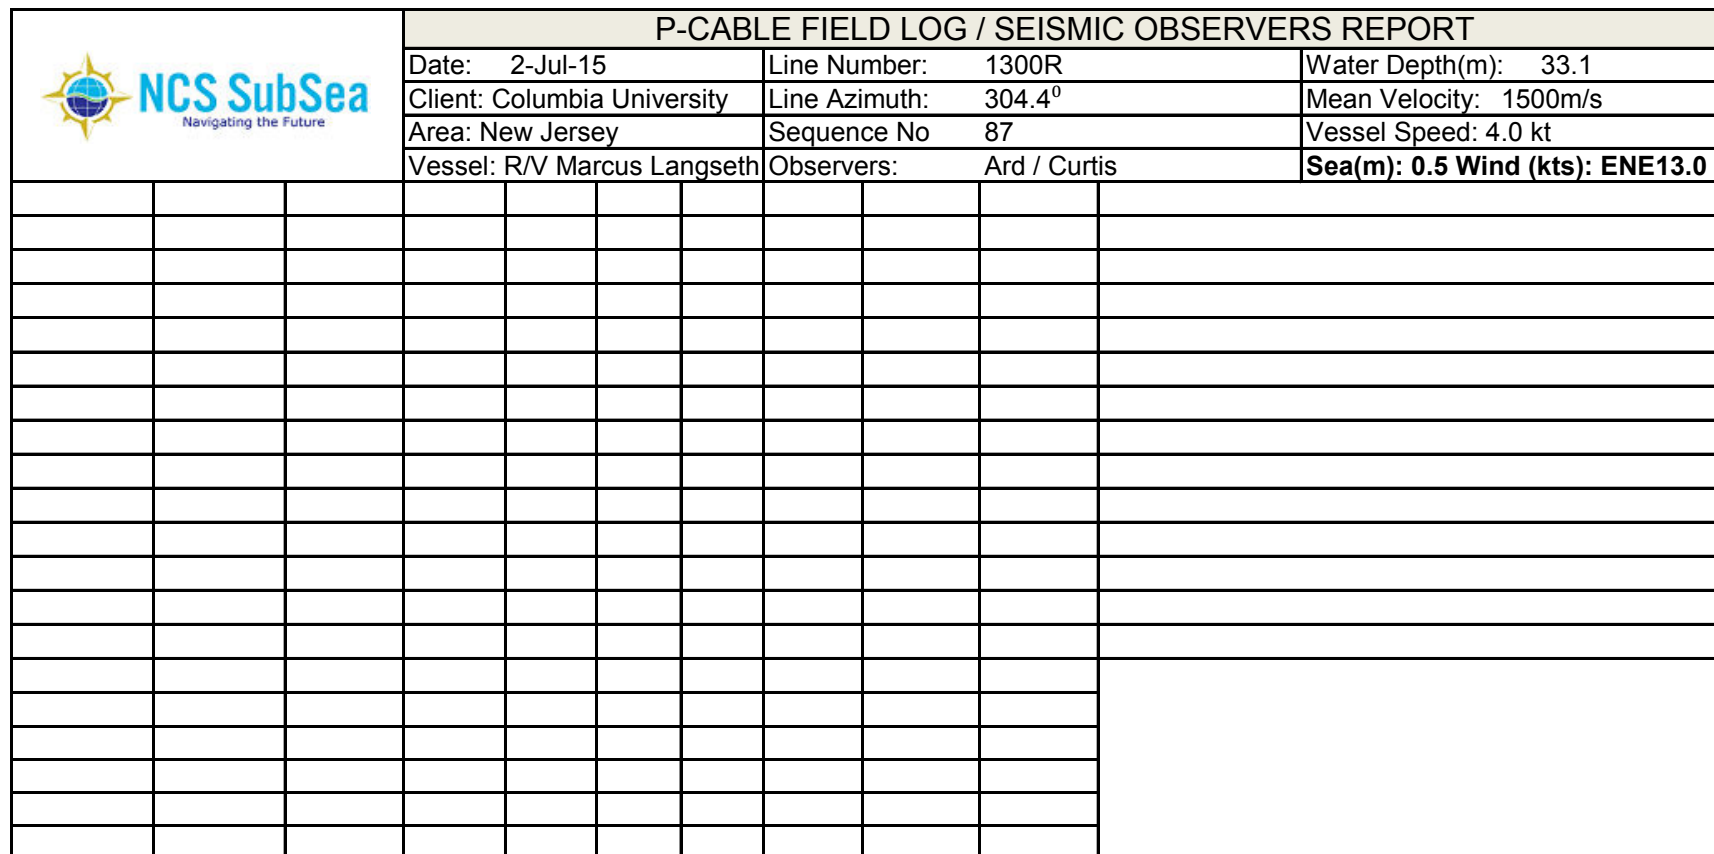 P-CABLE FIELD LOG / SEISMIC OBSERVERS REPORT
NCS SubSea
Navigating the Future
Date: 2-Jul-15 Line Number: 1300R Water Depth(m): 33.1
Client: Columbia University Line Azimuth: 304.4⁰ Mean Velocity: 1500m/s
Area: New Jersey Sequence No 87 Vessel Speed: 4.0 kt
Vessel: R/V Marcus Langseth Observers: Ard / Curtis Sea(m): 0.5 Wind (kts): ENE13.0